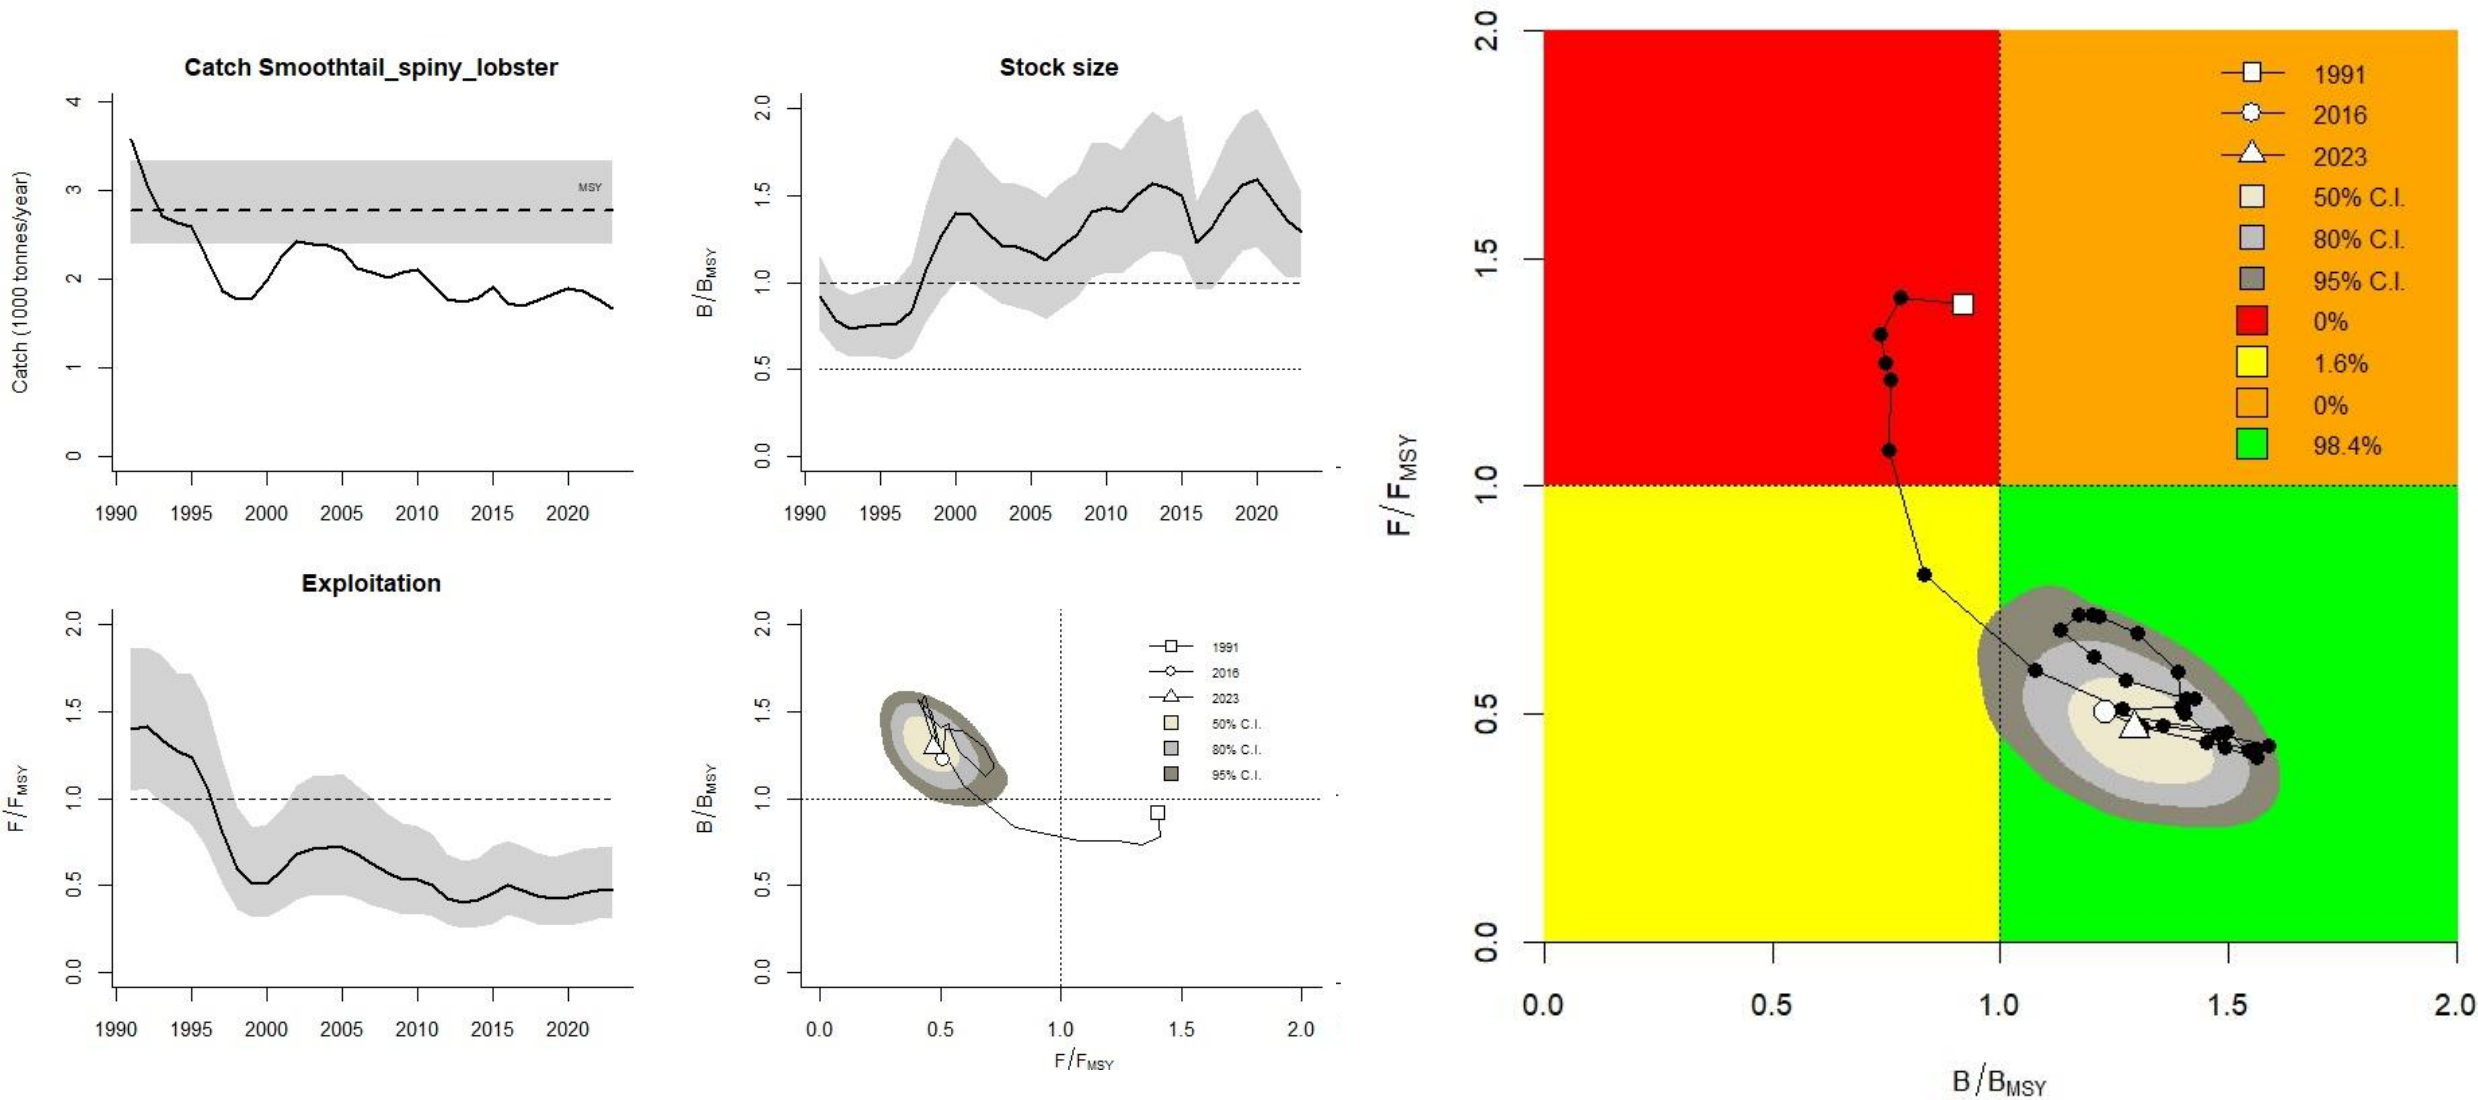 Catch Smoothtail_spiny_lobster
Catch (1000 tonnes/year)
4
3
2
1
0
MSY
1990 1995 2000 2005 2010 2015 2020
Stock size
B/BMSY
2.0
1.5
1.0
0.5
0.0
1990 1995 2000 2005 2010 2015 2020
Exploitation
F/FMSY
2.0
1.5
1.0
0.5
0.0
1990 1995 2000 2005 2010 2015 2020
B/BMSY
2.0
1.5
1.0
0.5
0.0
1991
2016
2023
50% C.I.
80% C.I.
95% C.I.
0.0 0.5 1.0 1.5 2.0
F/FMSY
F/FMSY
2.0
1.5
1.0
0.5
0.0
1991
2016
2023
50% C.I.
80% C.I.
95% C.I.
0%
1.6%
0%
98.4%
0.0 0.5 1.0 1.5 2.0
B/BMSY